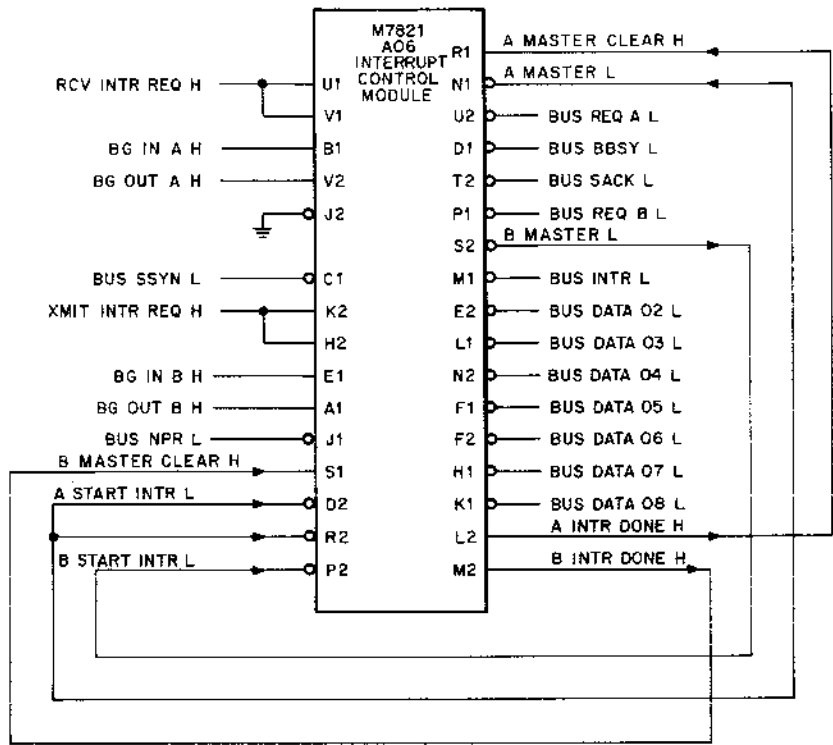 M7821
A06
INTERRUPT
CONTROL
MODULE
RCV INTR REQ H
U1
V1
BG IN A H
B1
BG OUT A H
V2
J2
BUS SSYN L
C1
XMIT INTR REQ H
K2
H2
BG IN B H
E1
BG OUT B H
A1
BUS NPR L
J1
B MASTER CLEAR H
S1
A START INTR L
D2
R2
B START INTR L
P2
R1
A MASTER CLEAR H
N1
A MASTER L
U2
BUS REQ A L
D1
BUS BBSY L
T2
BUS SACK L
P1
BUS REQ B L
S2
B MASTER L
M1
BUS INTR L
E2
BUS DATA 02 L
L1
BUS DATA 03 L
N2
BUS DATA 04 L
F1
BUS DATA 05 L
F2
BUS DATA 06 L
H1
BUS DATA 07 L
K1
BUS DATA 08 L
L2
A INTR DONE H
M2
B INTR DONE H
11-1182